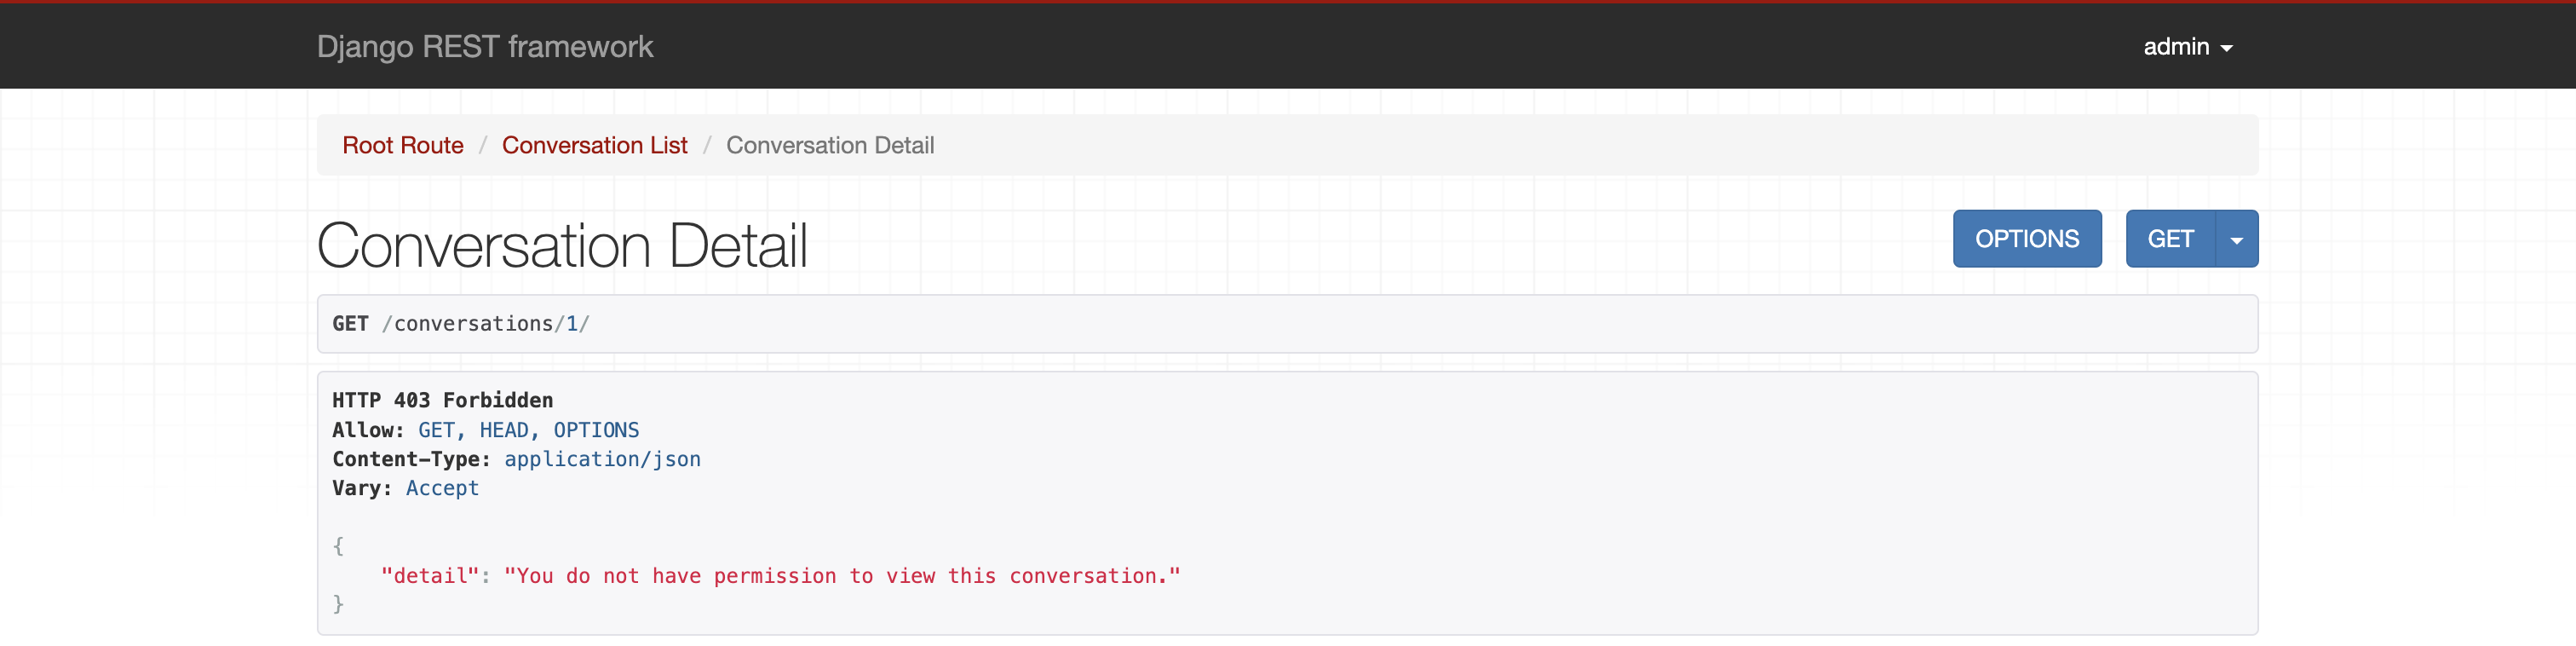 Django REST framework
admin
Root Route / Conversation List / Conversation Detail
Conversation Detail
OPTIONS
GET
GET /conversations/1/
HTTP 403 Forbidden
Allow: GET, HEAD, OPTIONS
Content-Type: application/json
Vary: Accept
{
"detail": "You do not have permission to view this conversation."
}